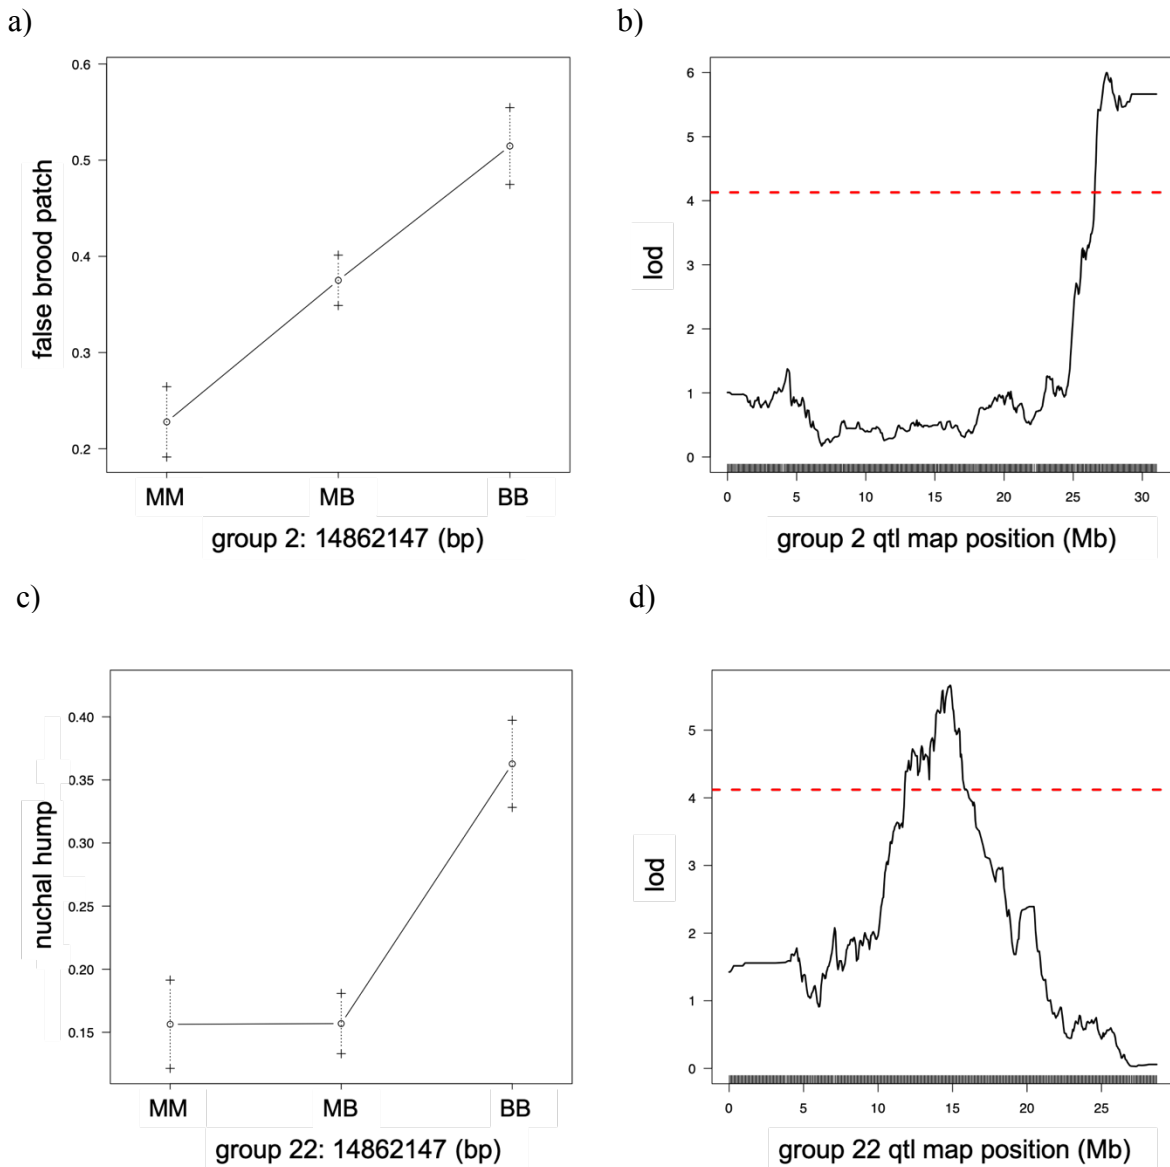 a)
b)
0.6
0.5
0.4
0.3
0.2
false brood patch
MM MB BB
group 2: 14862147 (bp)
6
5
4
3
2
1
0
lod
0 5 10 15 20 25 30
group 2 qtl map position (Mb)
c)
d)
0.40
0.35
0.30
0.25
0.20
0.15
nuchal hump
MM MB BB
group 22: 14862147 (bp)
5
4
3
2
1
0
lod
0 5 10 15 20 25
group 22 qtl map position (Mb)